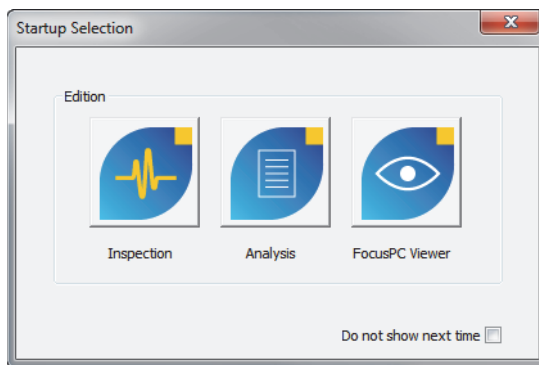 Startup Selection
Edition
Inspection Analysis FocusPC Viewer
Do not show next time